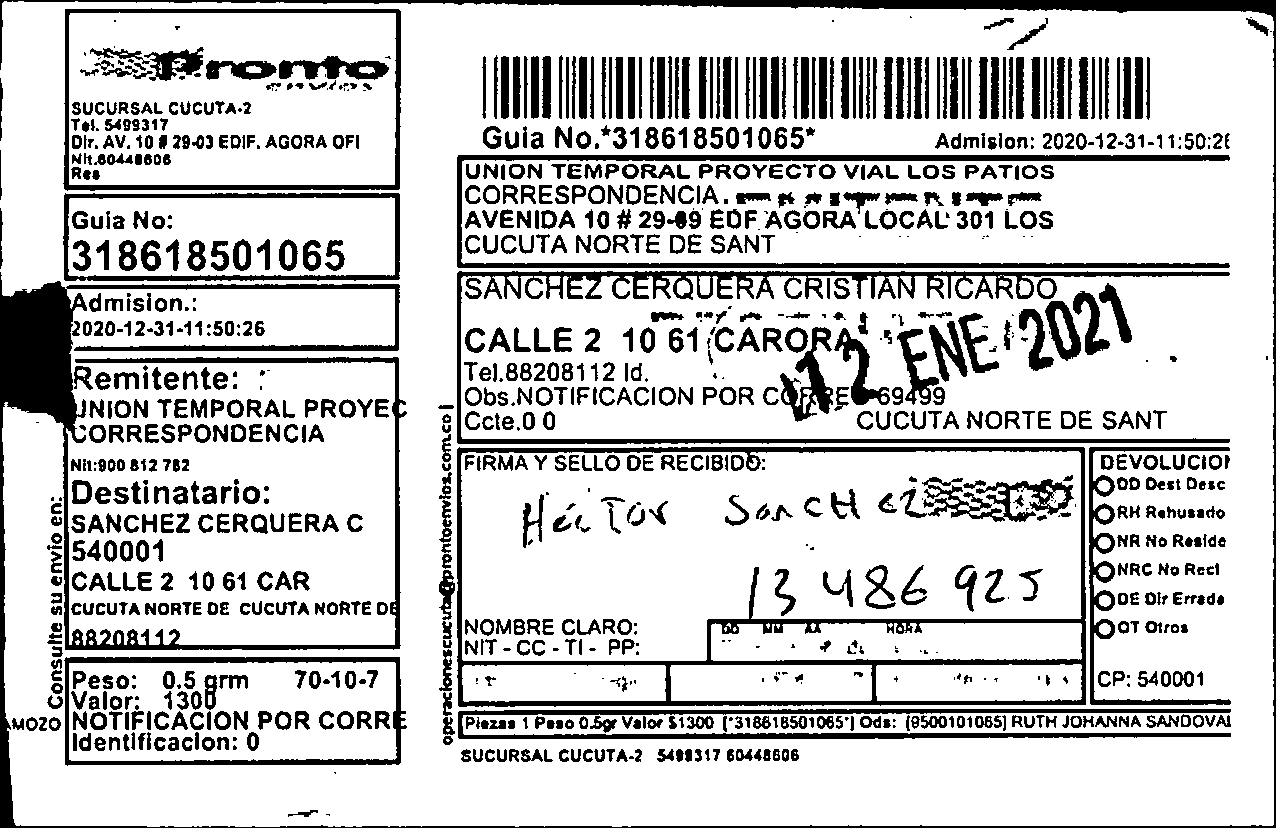 Pronto
envios
SUCURSAL CUCUTA-2
Tel. 5499317
Dir. AV. 10 # 29-03 EDIF. AGORA OFI
Nit.60448606
Res
Guia No:
318618501065
Admision.:
2020-12-31-11:50:26
Remitente:
UNION TEMPORAL PROYEC
CORRESPONDENCIA
Nit:900 812 782
Destinatario:
SANCHEZ CERQUERA C
540001
CALLE 2 10 61 CAR
CUCUTA NORTE DE CUCUTA NORTE DE
88208112
Peso: 0.5 grm 70-10-7
Valor: 1300
NOTIFICACION POR CORRE
Identificacion: 0
Consulte su envio en:
AMOZO
operacionescucuta@prontoenvios.com.co |
Guia No.*318618501065*
Admision: 2020-12-31-11:50:26
UNION TEMPORAL PROYECTO VIAL LOS PATIOS
CORRESPONDENCIA.
AVENIDA 10 # 29-89 EDF AGORA LOCAL 301 LOS
CUCUTA NORTE DE SANT
SANCHEZ CERQUERA CRISTIAN RICARDO
CALLE 2 10 61 CARORA
12 ENE 2021
Tel.88208112 Id.
Obs.NOTIFICACION POR CORREO 69499
Ccte.0 0 CUCUTA NORTE DE SANT
FIRMA Y SELLO DE RECIBIDO:
Héctor Sanchez
13 486 925
NOMBRE CLARO:
NIT - CC - TI - PP:
DD MM AA HORA
DEVOLUCION
DD Dest Desc
RH Rehusado
NR No Reside
NRC No Recl
DE Dir Errada
OT Otros
CP: 540001
Piezas 1 Peso 0.5gr Valor $1300 [*318618501065*] Ods: [9500101065] RUTH JOHANNA SANDOVAL
SUCURSAL CUCUTA-2 5499317 60448606